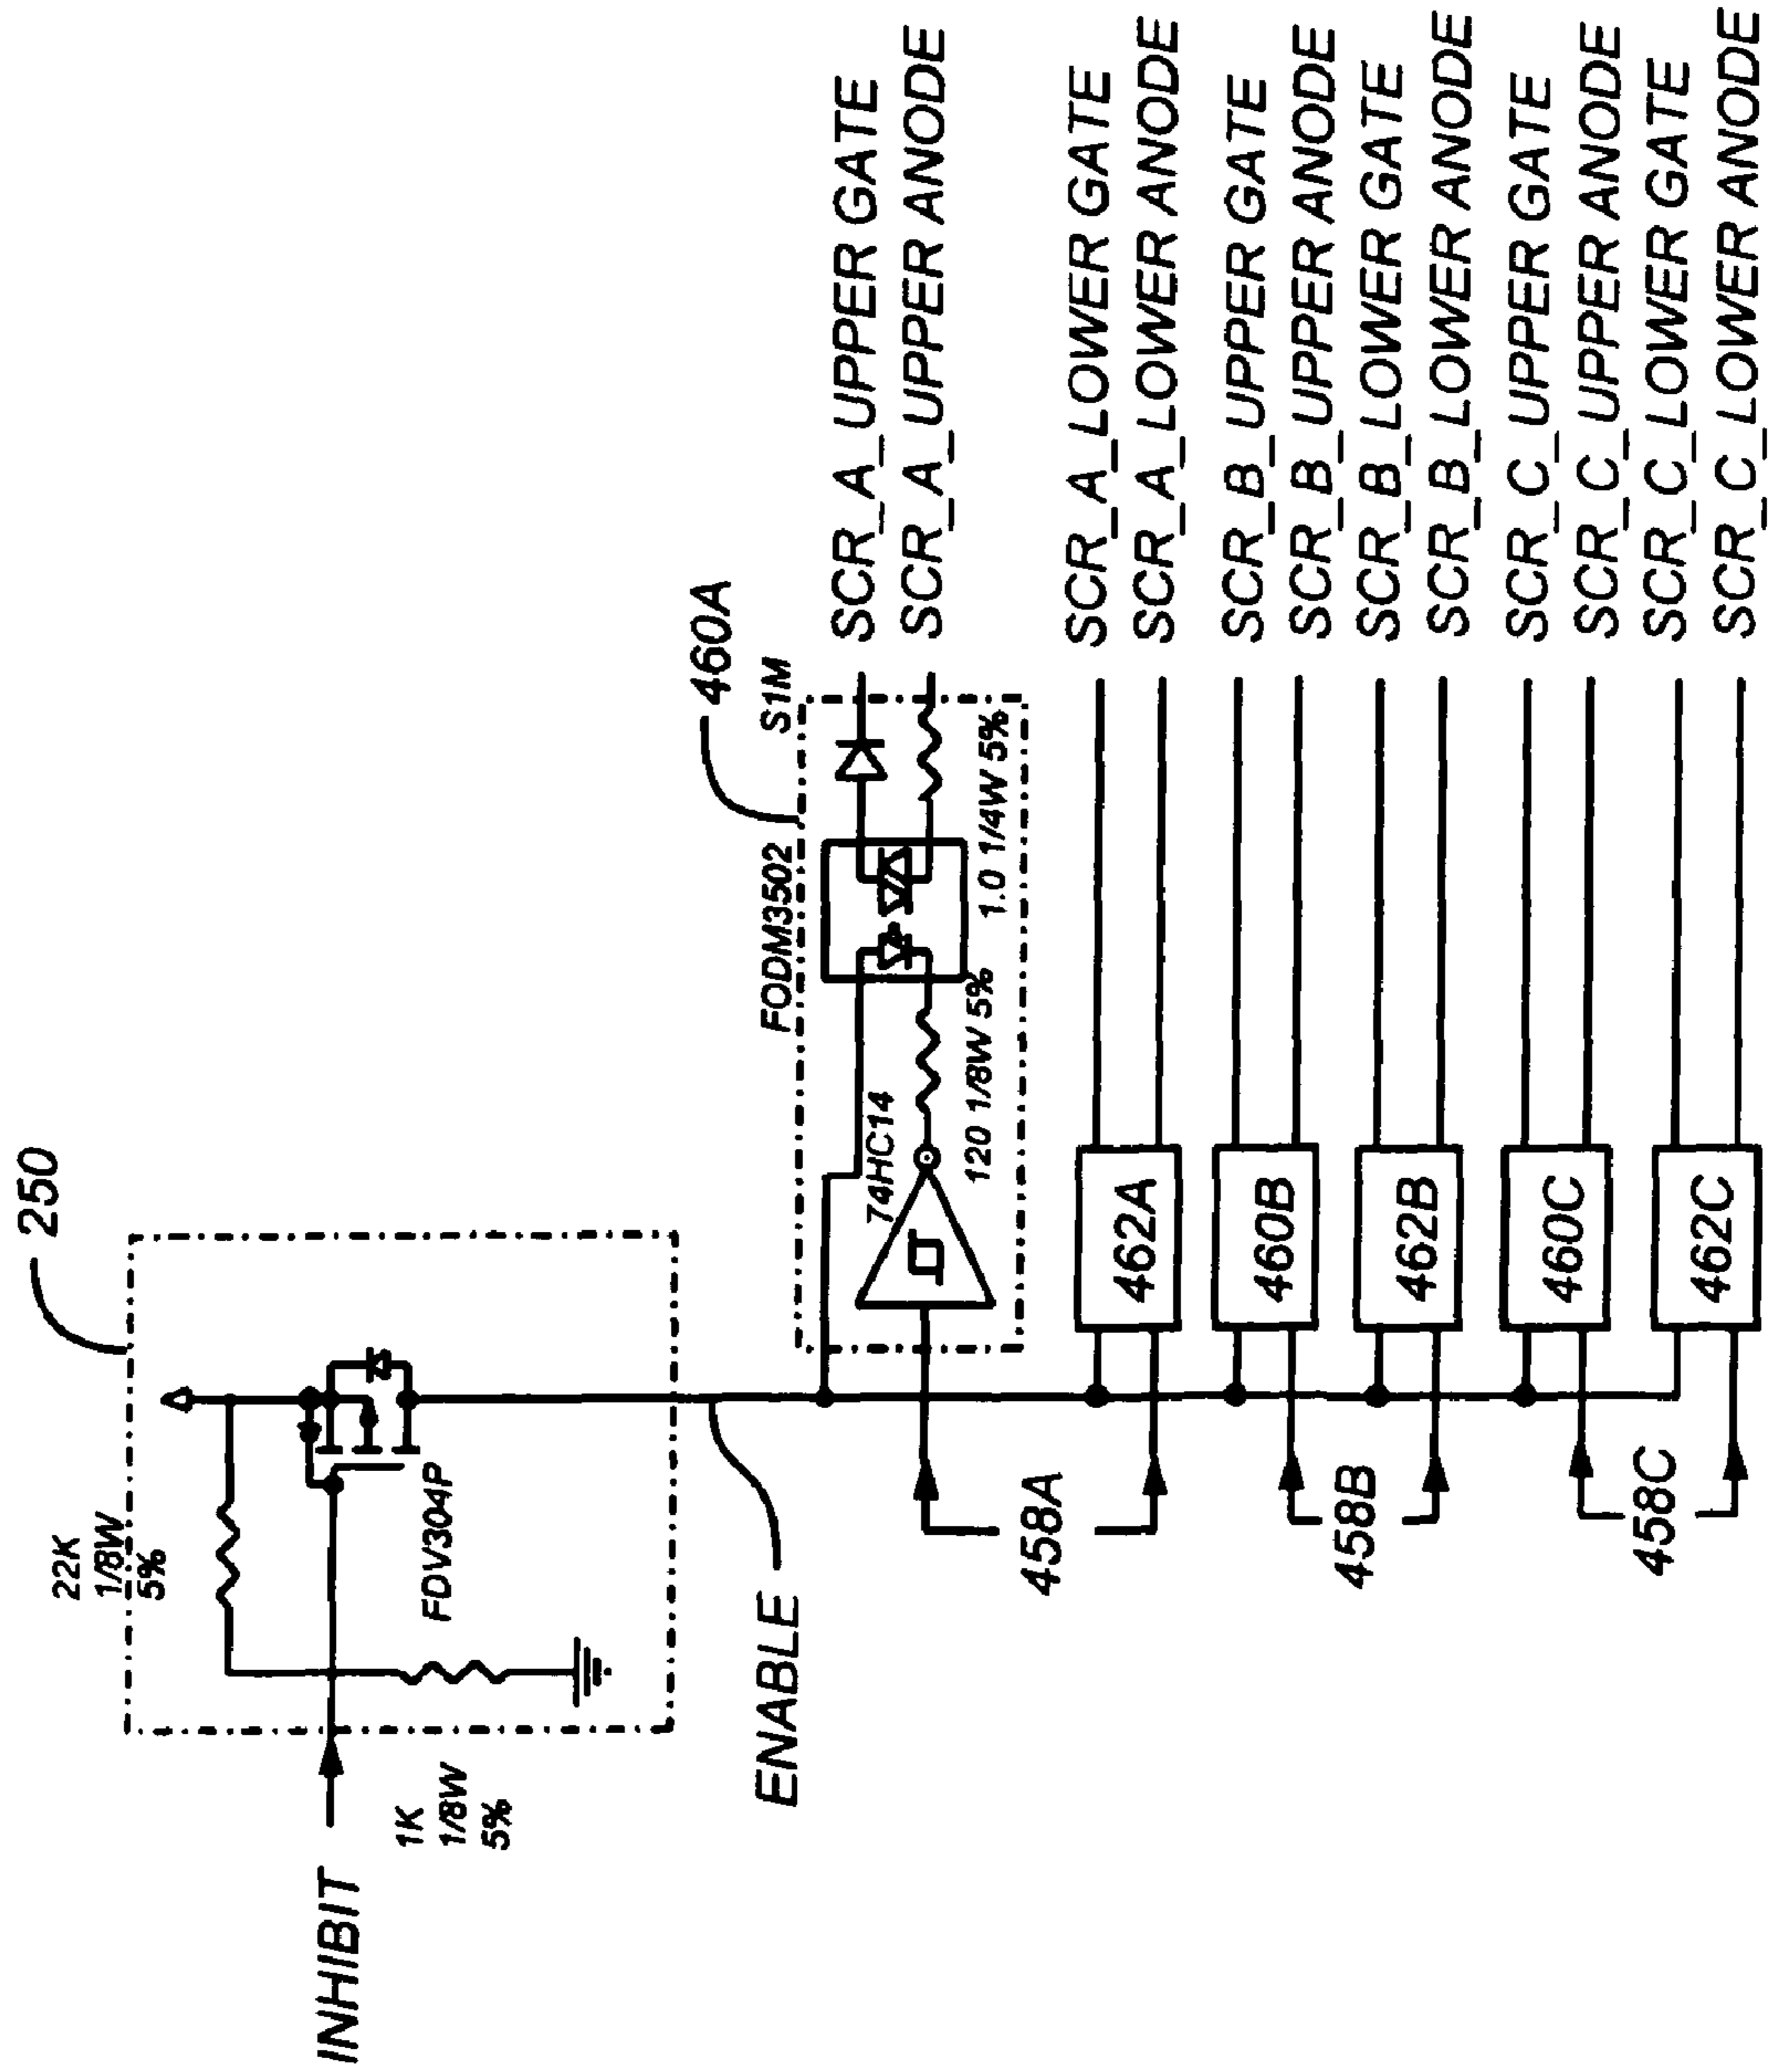 250
22K
1/8W
5%
FDV304P
INHIBIT
1K
1/8W
5%
ENABLE
460A
FODM3502
S1M
74HC14
120 1/8W 5%
1.0 1/4W 5%
SCR_A_UPPER GATE
SCR_A_UPPER ANODE
458A
462A
SCR_A_LOWER GATE
SCR_A_LOWER ANODE
458B
460B
SCR_B_UPPER GATE
SCR_B_UPPER ANODE
462B
SCR_B_LOWER GATE
SCR_B_LOWER ANODE
458C
460C
SCR_C_UPPER GATE
SCR_C_UPPER ANODE
462C
SCR_C_LOWER GATE
SCR_C_LOWER ANODE